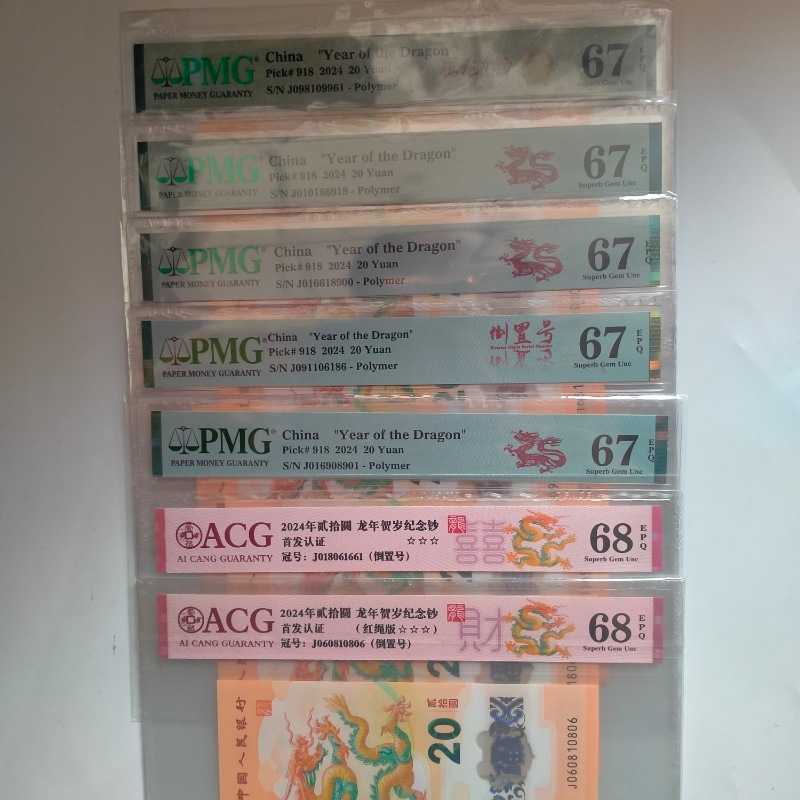 PMG
PAPER MONEY GUARANTY
China "Year of the Dragon"
Pick# 918 2024 20 Yuan
S/N J098109961 - Polymer
67
EPQ
Superb Gem Unc
PMG
PAPER MONEY GUARANTY
China "Year of the Dragon"
Pick# 918 2024 20 Yuan
S/N J010186919 - Polymer
67
EPQ
Superb Gem Unc
PMG
PAPER MONEY GUARANTY
China "Year of the Dragon"
Pick# 918 2024 20 Yuan
S/N J016618900 - Polymer
67
EPQ
Superb Gem Unc
PMG
PAPER MONEY GUARANTY
China "Year of the Dragon"
Pick# 918 2024 20 Yuan
S/N J091106186 - Polymer
倒置号
67
EPQ
Superb Gem Unc
PMG
PAPER MONEY GUARANTY
China "Year of the Dragon"
Pick# 918 2024 20 Yuan
S/N J016908901 - Polymer
67
EPQ
Superb Gem Unc
ACG
AI CANG GUARANTY
2024年贰拾圆 龙年贺岁纪念钞
首发认证 ☆☆☆
冠号：J018061661（倒置号）
囍
68
EPQ
Superb Gem Unc
ACG
AI CANG GUARANTY
2024年贰拾圆 龙年贺岁纪念钞
首发认证 （红绳版☆☆☆）
冠号：J060810806（倒置号）
財
68
EPQ
Superb Gem Unc
中国人民银行
20
贰拾圆
J060810806